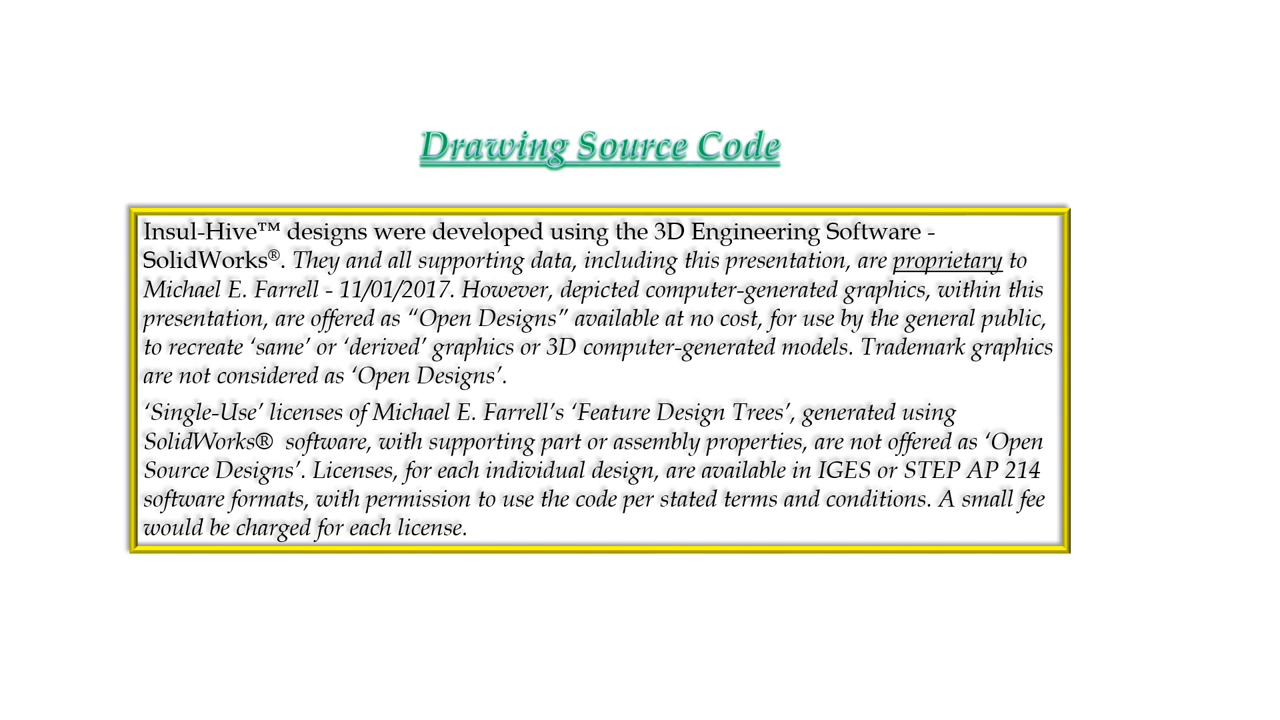 Drawing Source Code
Insul-Hive™ designs were developed using the 3D Engineering Software -
SolidWorks®. They and all supporting data, including this presentation, are proprietary to
Michael E. Farrell - 11/01/2017. However, depicted computer-generated graphics, within this
presentation, are offered as “Open Designs” available at no cost, for use by the general public,
to recreate ‘same’ or ‘derived’ graphics or 3D computer-generated models. Trademark graphics
are not considered as ‘Open Designs’.
‘Single-Use’ licenses of Michael E. Farrell’s ‘Feature Design Trees’, generated using
SolidWorks®  software, with supporting part or assembly properties, are not offered as ‘Open
Source Designs’. Licenses, for each individual design, are available in IGES or STEP AP 214
software formats, with permission to use the code per stated terms and conditions. A small fee
would be charged for each license.